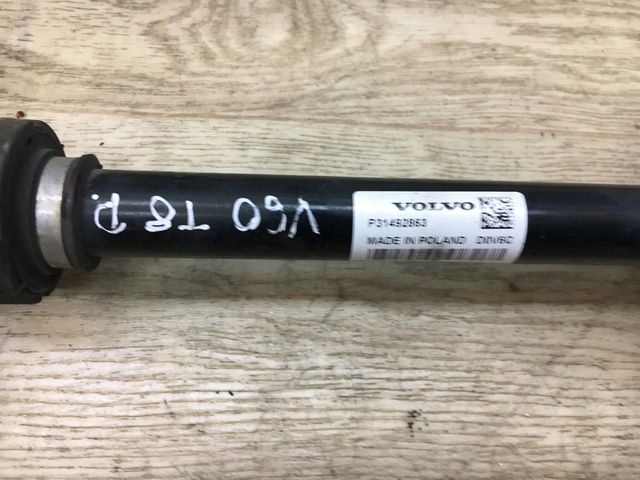 V60 T8
VOLVO
P31492863
MADE IN POLAND